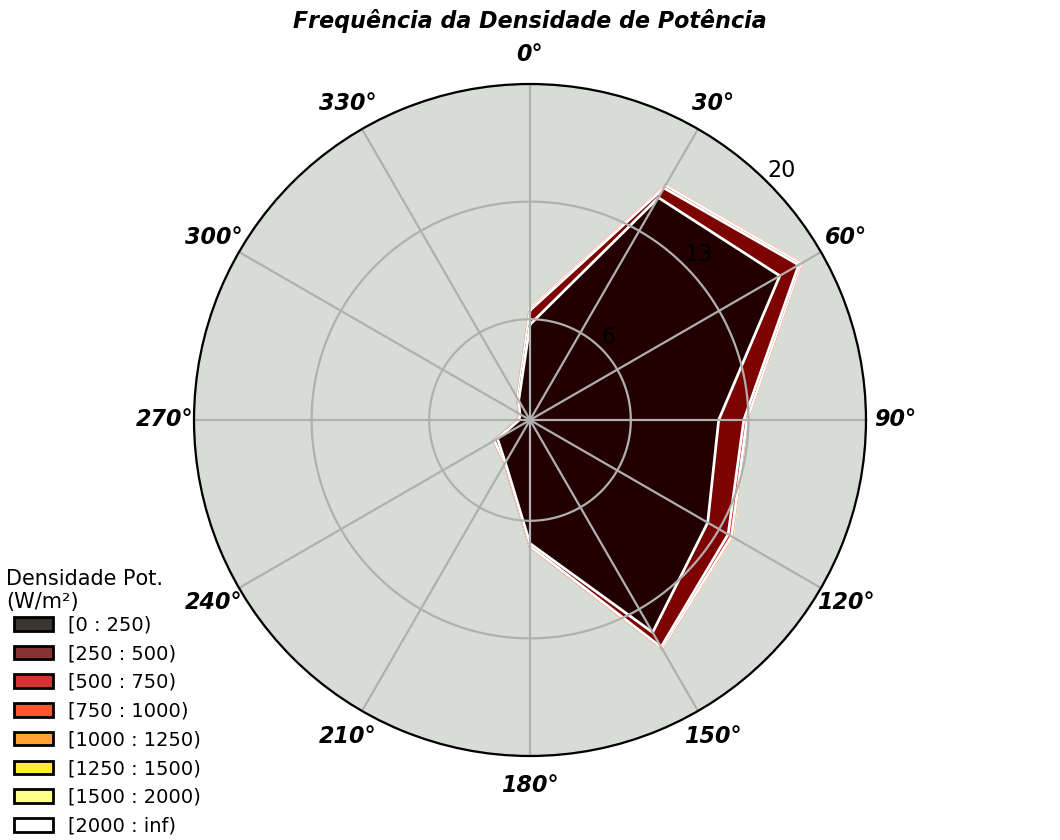 Frequência da Densidade de Potência
0°
330°
30°
20
300°
60°
13
6
270°
90°
240°
120°
210°
150°
180°
Densidade Pot.
(W/m²)
[0 : 250)
[250 : 500)
[500 : 750)
[750 : 1000)
[1000 : 1250)
[1250 : 1500)
[1500 : 2000)
[2000 : inf)